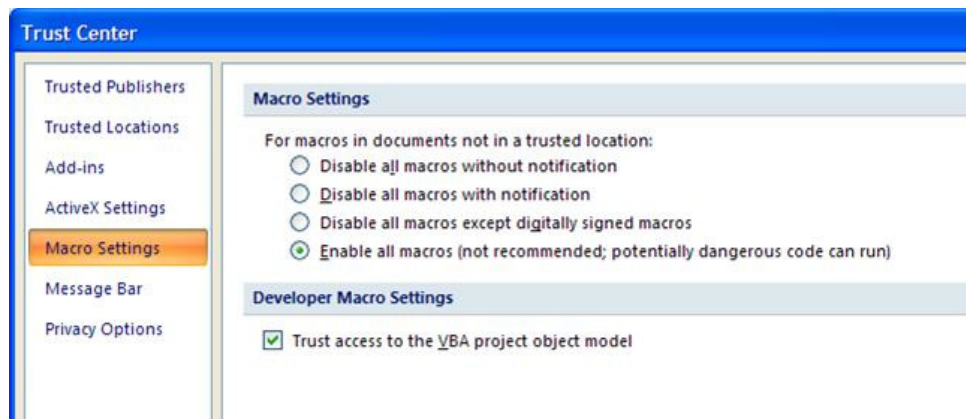 Trust Center
Trusted Publishers
Trusted Locations
Add-ins
ActiveX Settings
Macro Settings
Message Bar
Privacy Options
Macro Settings
For macros in documents not in a trusted location:
Disable all macros without notification
Disable all macros with notification
Disable all macros except digitally signed macros
Enable all macros (not recommended; potentially dangerous code can run)
Developer Macro Settings
Trust access to the VBA project object model